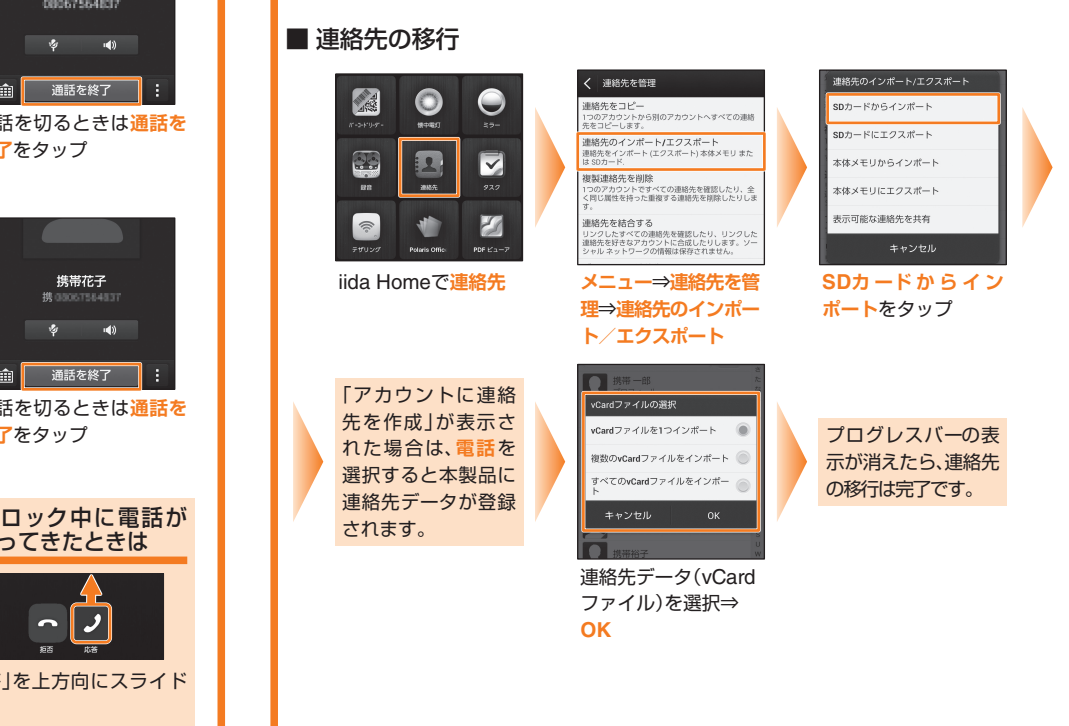 通話を終了
話を切るときは通話を
了をタップ
携帯花子
携 08067564837
通話を終了
話を切るときは通話を
了をタップ
ロック中に電話が
ってきたときは
拒否
応答
」を上方向にスライド
■ 連絡先の移行
バーコードリーダー
懐中電灯
ミラー
録音
連絡先
タスク
テザリング
Polaris Office
PDF ビューア
iida Homeで連絡先
連絡先を管理
連絡先をコピー
1つのアカウントから別のアカウントへすべての連絡
先をコピーします。
連絡先のインポート/エクスポート
連絡先をインポート (エクスポート) 本体メモリ また
は SDカード.
複製連絡先を削除
1つのアカウントですべての連絡先を確認したり、全
く同じ属性を持った重複する連絡先を削除したりしま
す。
連絡先を結合する
リンクしたすべての連絡先を確認したり、リンクした
連絡先を好きなアカウントに合成したりします。ソー
シャル ネットワークの情報は保存されません。
メニュー⇒連絡先を管
理⇒連絡先のインポー
ト／エクスポート
連絡先のインポート/エクスポート
SDカードからインポート
SDカードにエクスポート
本体メモリからインポート
本体メモリにエクスポート
表示可能な連絡先を共有
キャンセル
SDカードからイン
ポートをタップ
「アカウントに連絡
先を作成」が表示さ
れた場合は、電話を
選択すると本製品に
連絡先データが登録
されます。
携帯一郎
vCardファイルの選択
vCardファイルを1つインポート
複数のvCardファイルをインポート
すべてのvCardファイルをインポー
ト
キャンセル
OK
携帯裕子
連絡先データ（vCard
ファイル）を選択⇒
OK
プログレスバーの表
示が消えたら、連絡先
の移行は完了です。